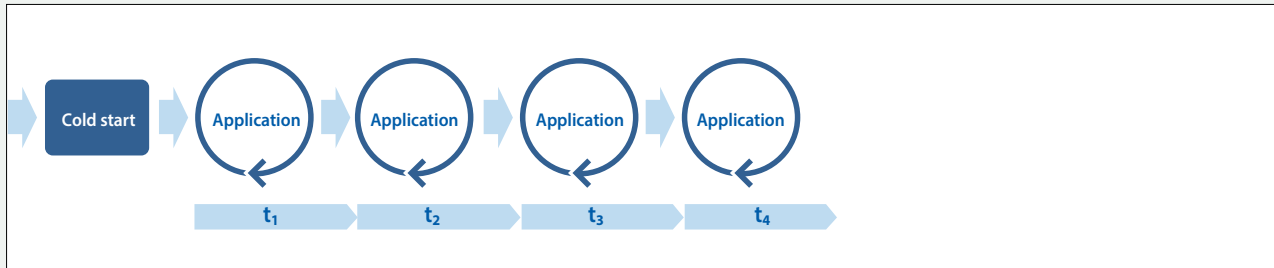 Cold start
Application
Application
Application
Application
t₁
t₂
t₃
t₄